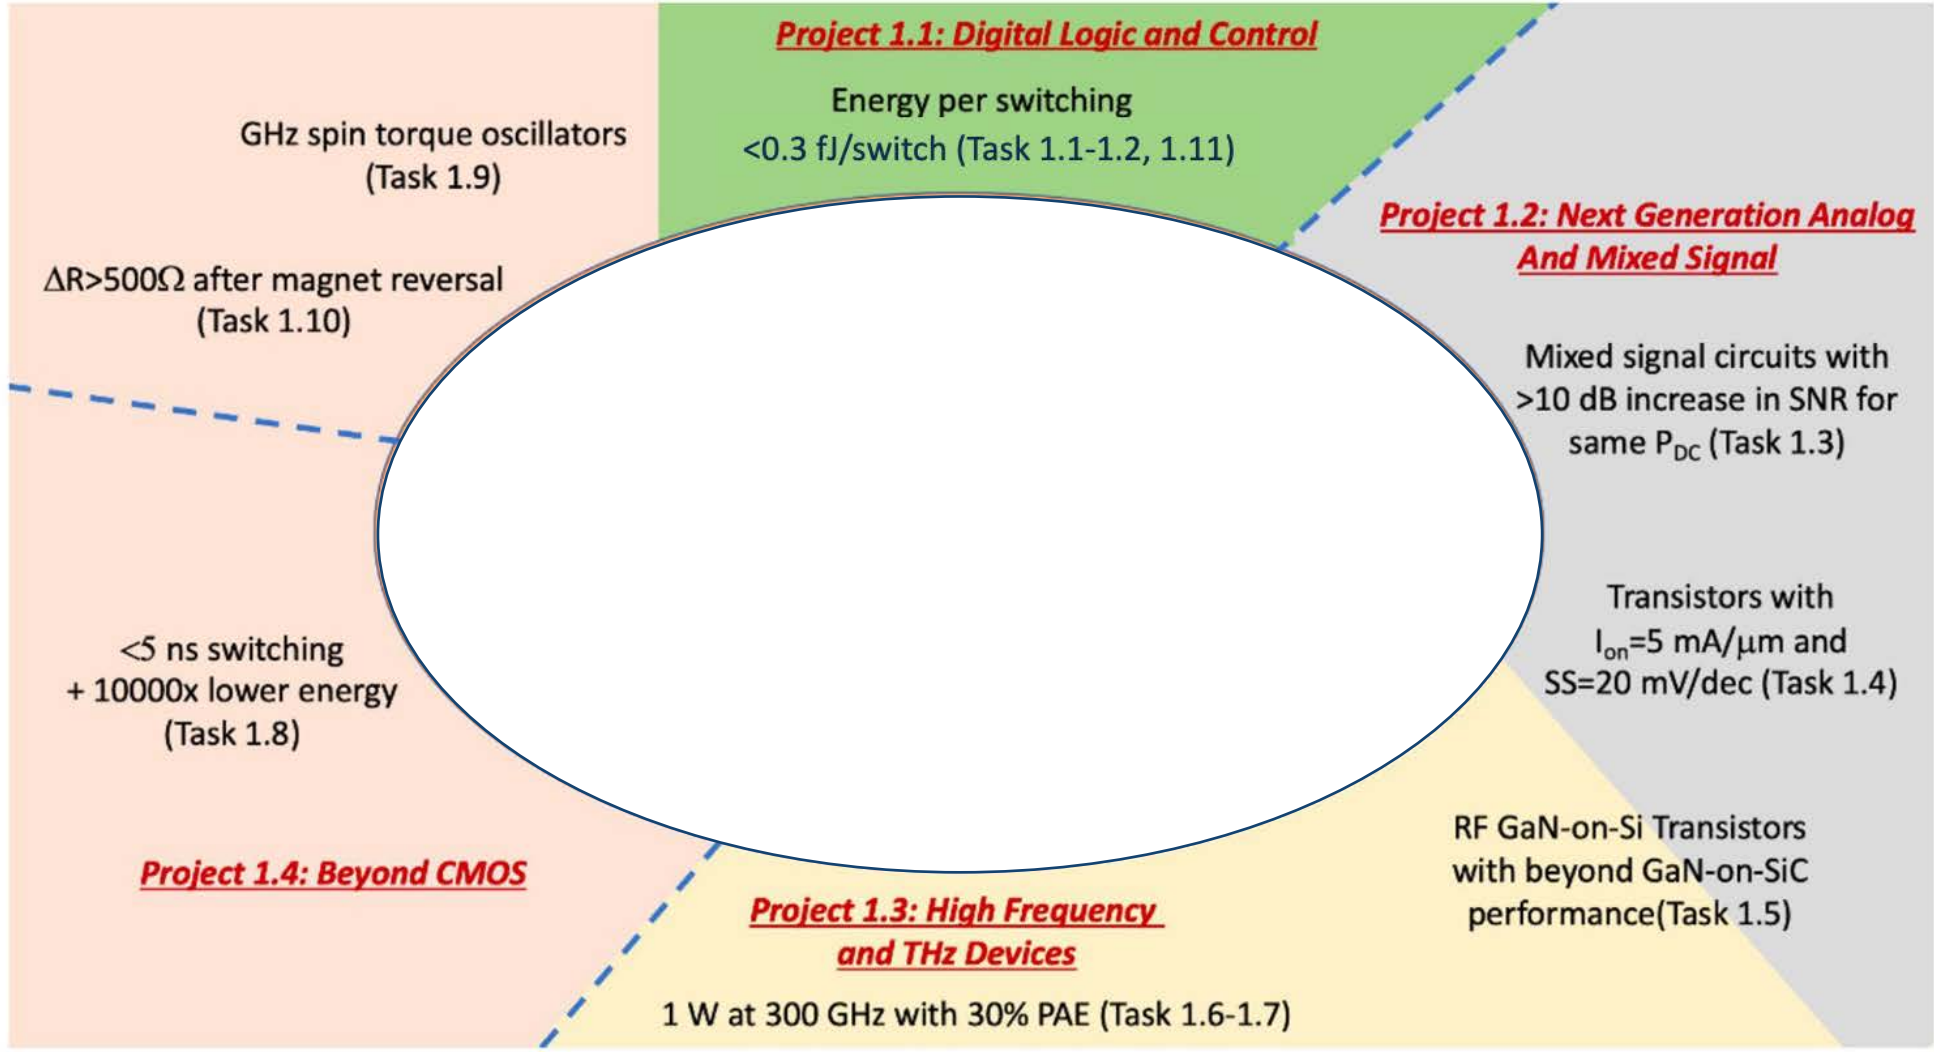 Project 1.1: Digital Logic and Control
Energy per switching
<0.3 fJ/switch (Task 1.1-1.2, 1.11)
GHz spin torque oscillators
(Task 1.9)
ΔR>500Ω after magnet reversal
(Task 1.10)
Project 1.2: Next Generation Analog
And Mixed Signal
Mixed signal circuits with
>10 dB increase in SNR for
same PDC (Task 1.3)
Transistors with
Ion=5 mA/μm and
SS=20 mV/dec (Task 1.4)
<5 ns switching
+ 10000x lower energy
(Task 1.8)
Project 1.4: Beyond CMOS
RF GaN-on-Si Transistors
with beyond GaN-on-SiC
performance(Task 1.5)
Project 1.3: High Frequency
and THz Devices
1 W at 300 GHz with 30% PAE (Task 1.6-1.7)